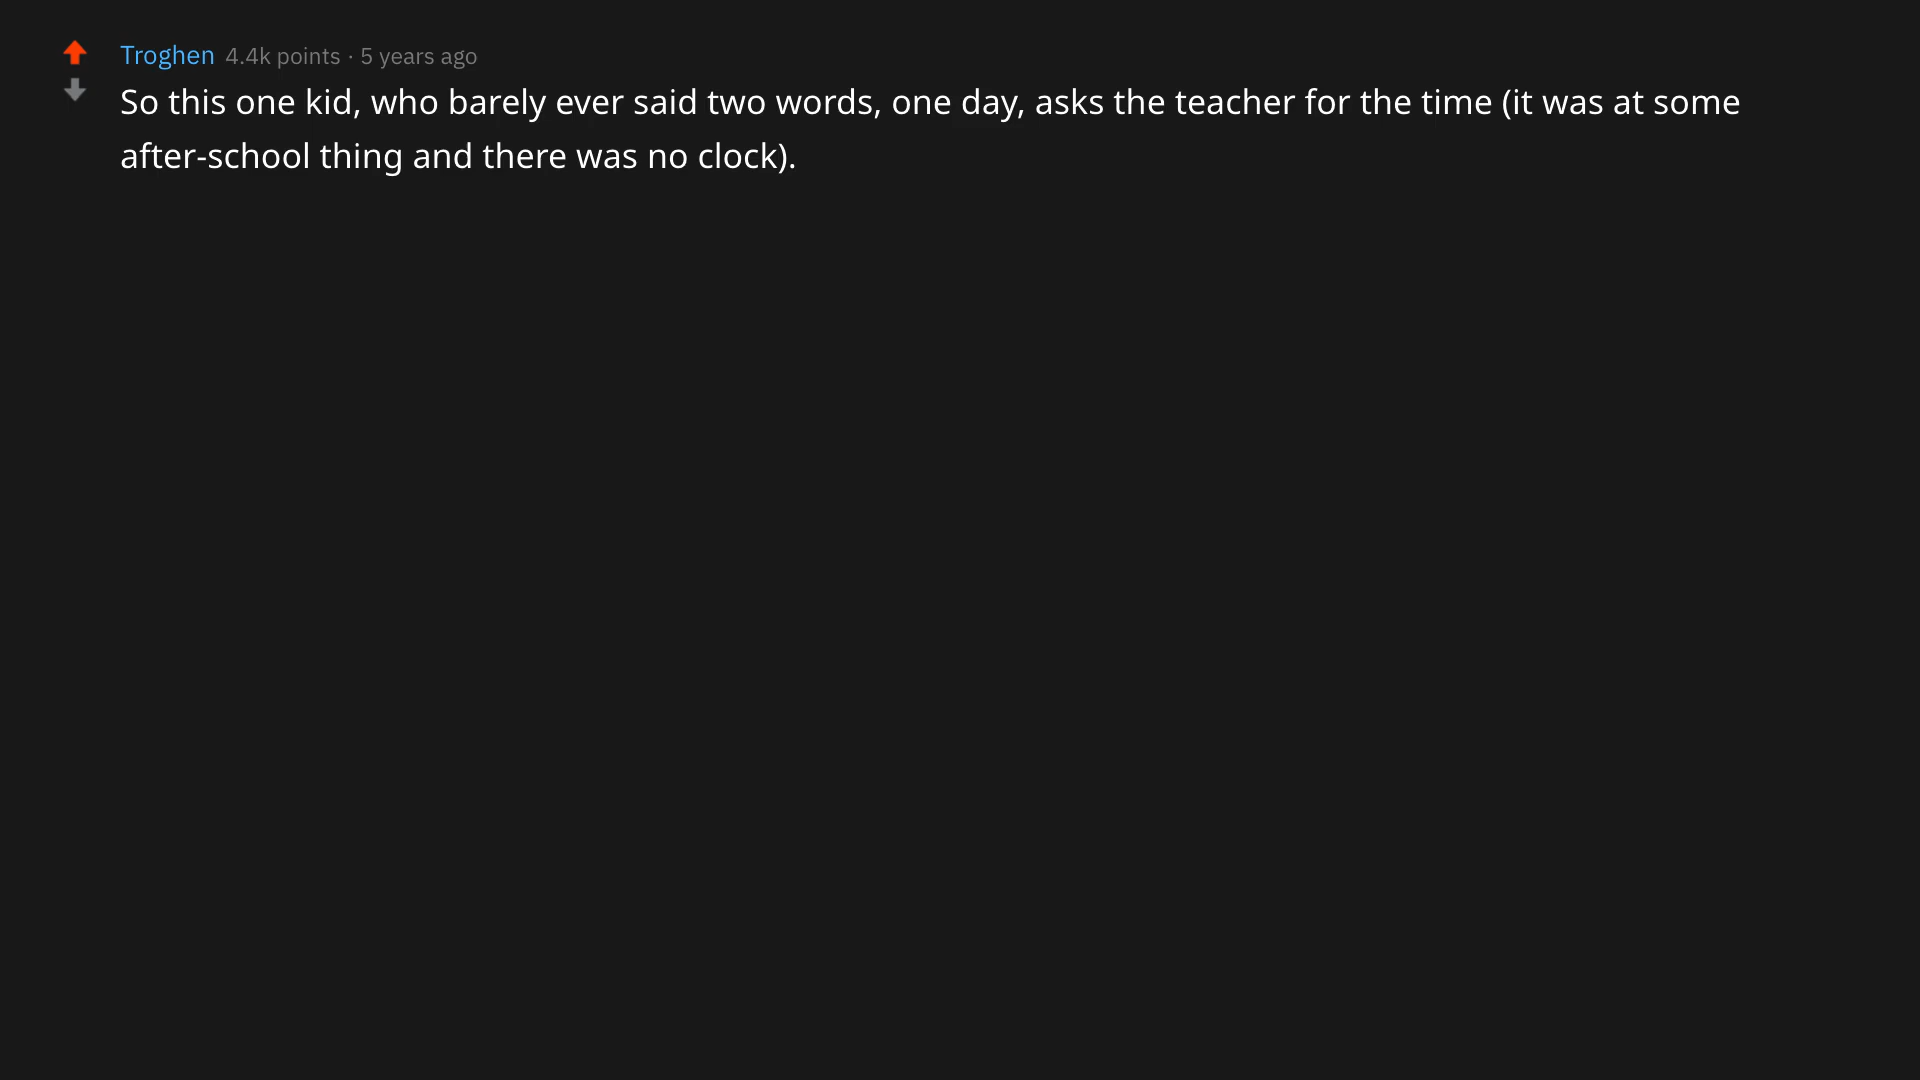 Troghen 4.4k points · 5 years ago
So this one kid, who barely ever said two words, one day, asks the teacher for the time (it was at some
after-school thing and there was no clock).